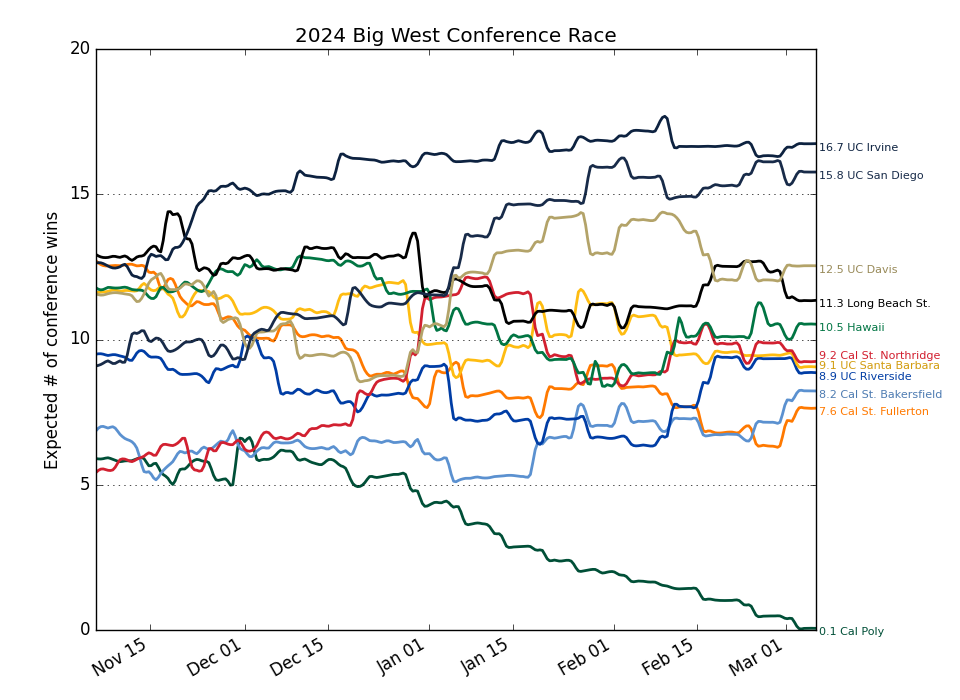 2024 Big West Conference Race
Expected # of conference wins
20
15
10
5
0
16.7 UC Irvine
15.8 UC San Diego
12.5 UC Davis
11.3 Long Beach St.
10.5 Hawaii
9.2 Cal St. Northridge
9.1 UC Santa Barbara
8.9 UC Riverside
8.2 Cal St. Bakersfield
7.6 Cal St. Fullerton
0.1 Cal Poly
Nov 15
Dec 01
Dec 15
Jan 01
Jan 15
Feb 01
Feb 15
Mar 01